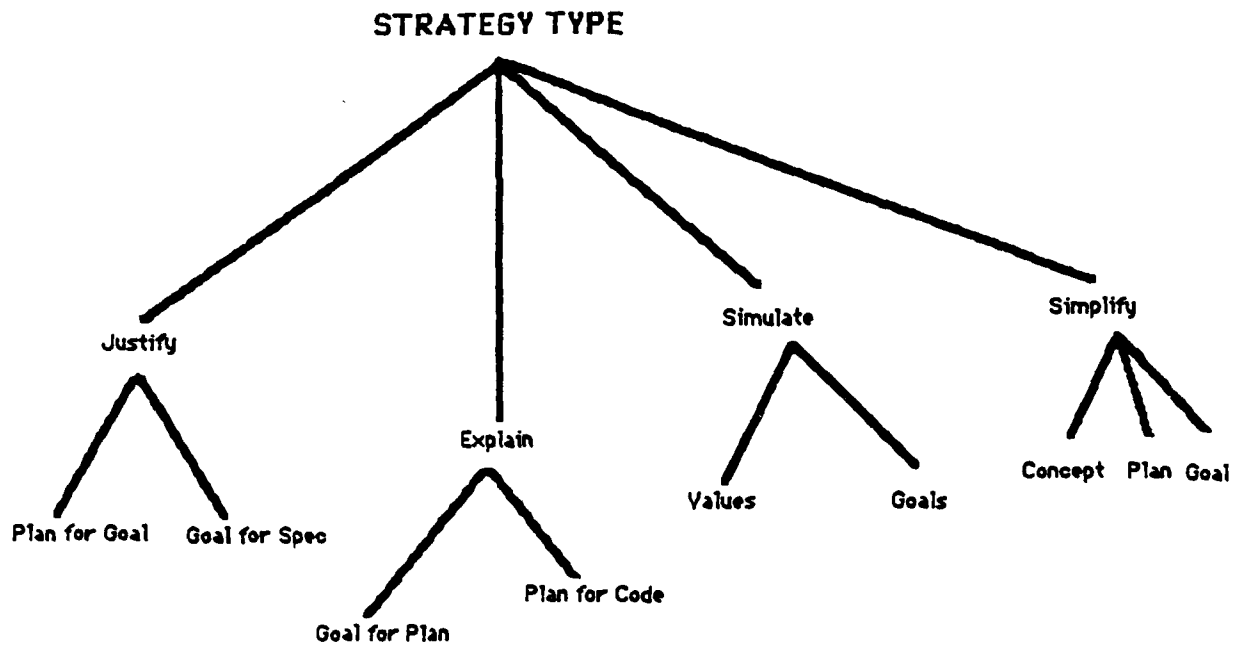 STRATEGY TYPE
Justify
Plan for Goal
Goal for Spec
Explain
Goal for Plan
Plan for Code
Simulate
Values
Goals
Simplify
Concept
Plan
Goal